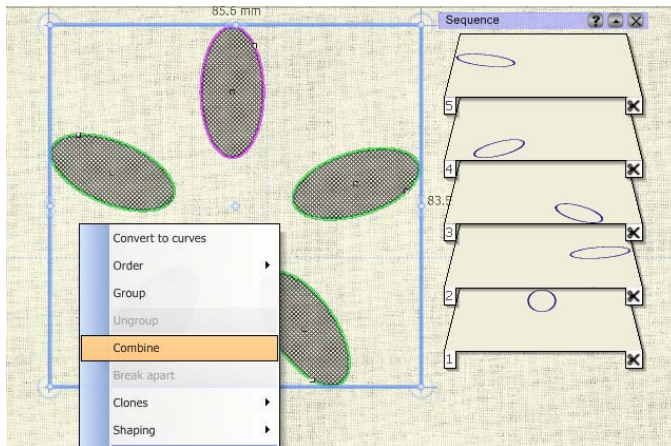 85.6 mm
Sequence
?
5
4
83.5
3
2
1
Convert to curves
Order
Group
Ungroup
Combine
Break apart
Clones
Shaping